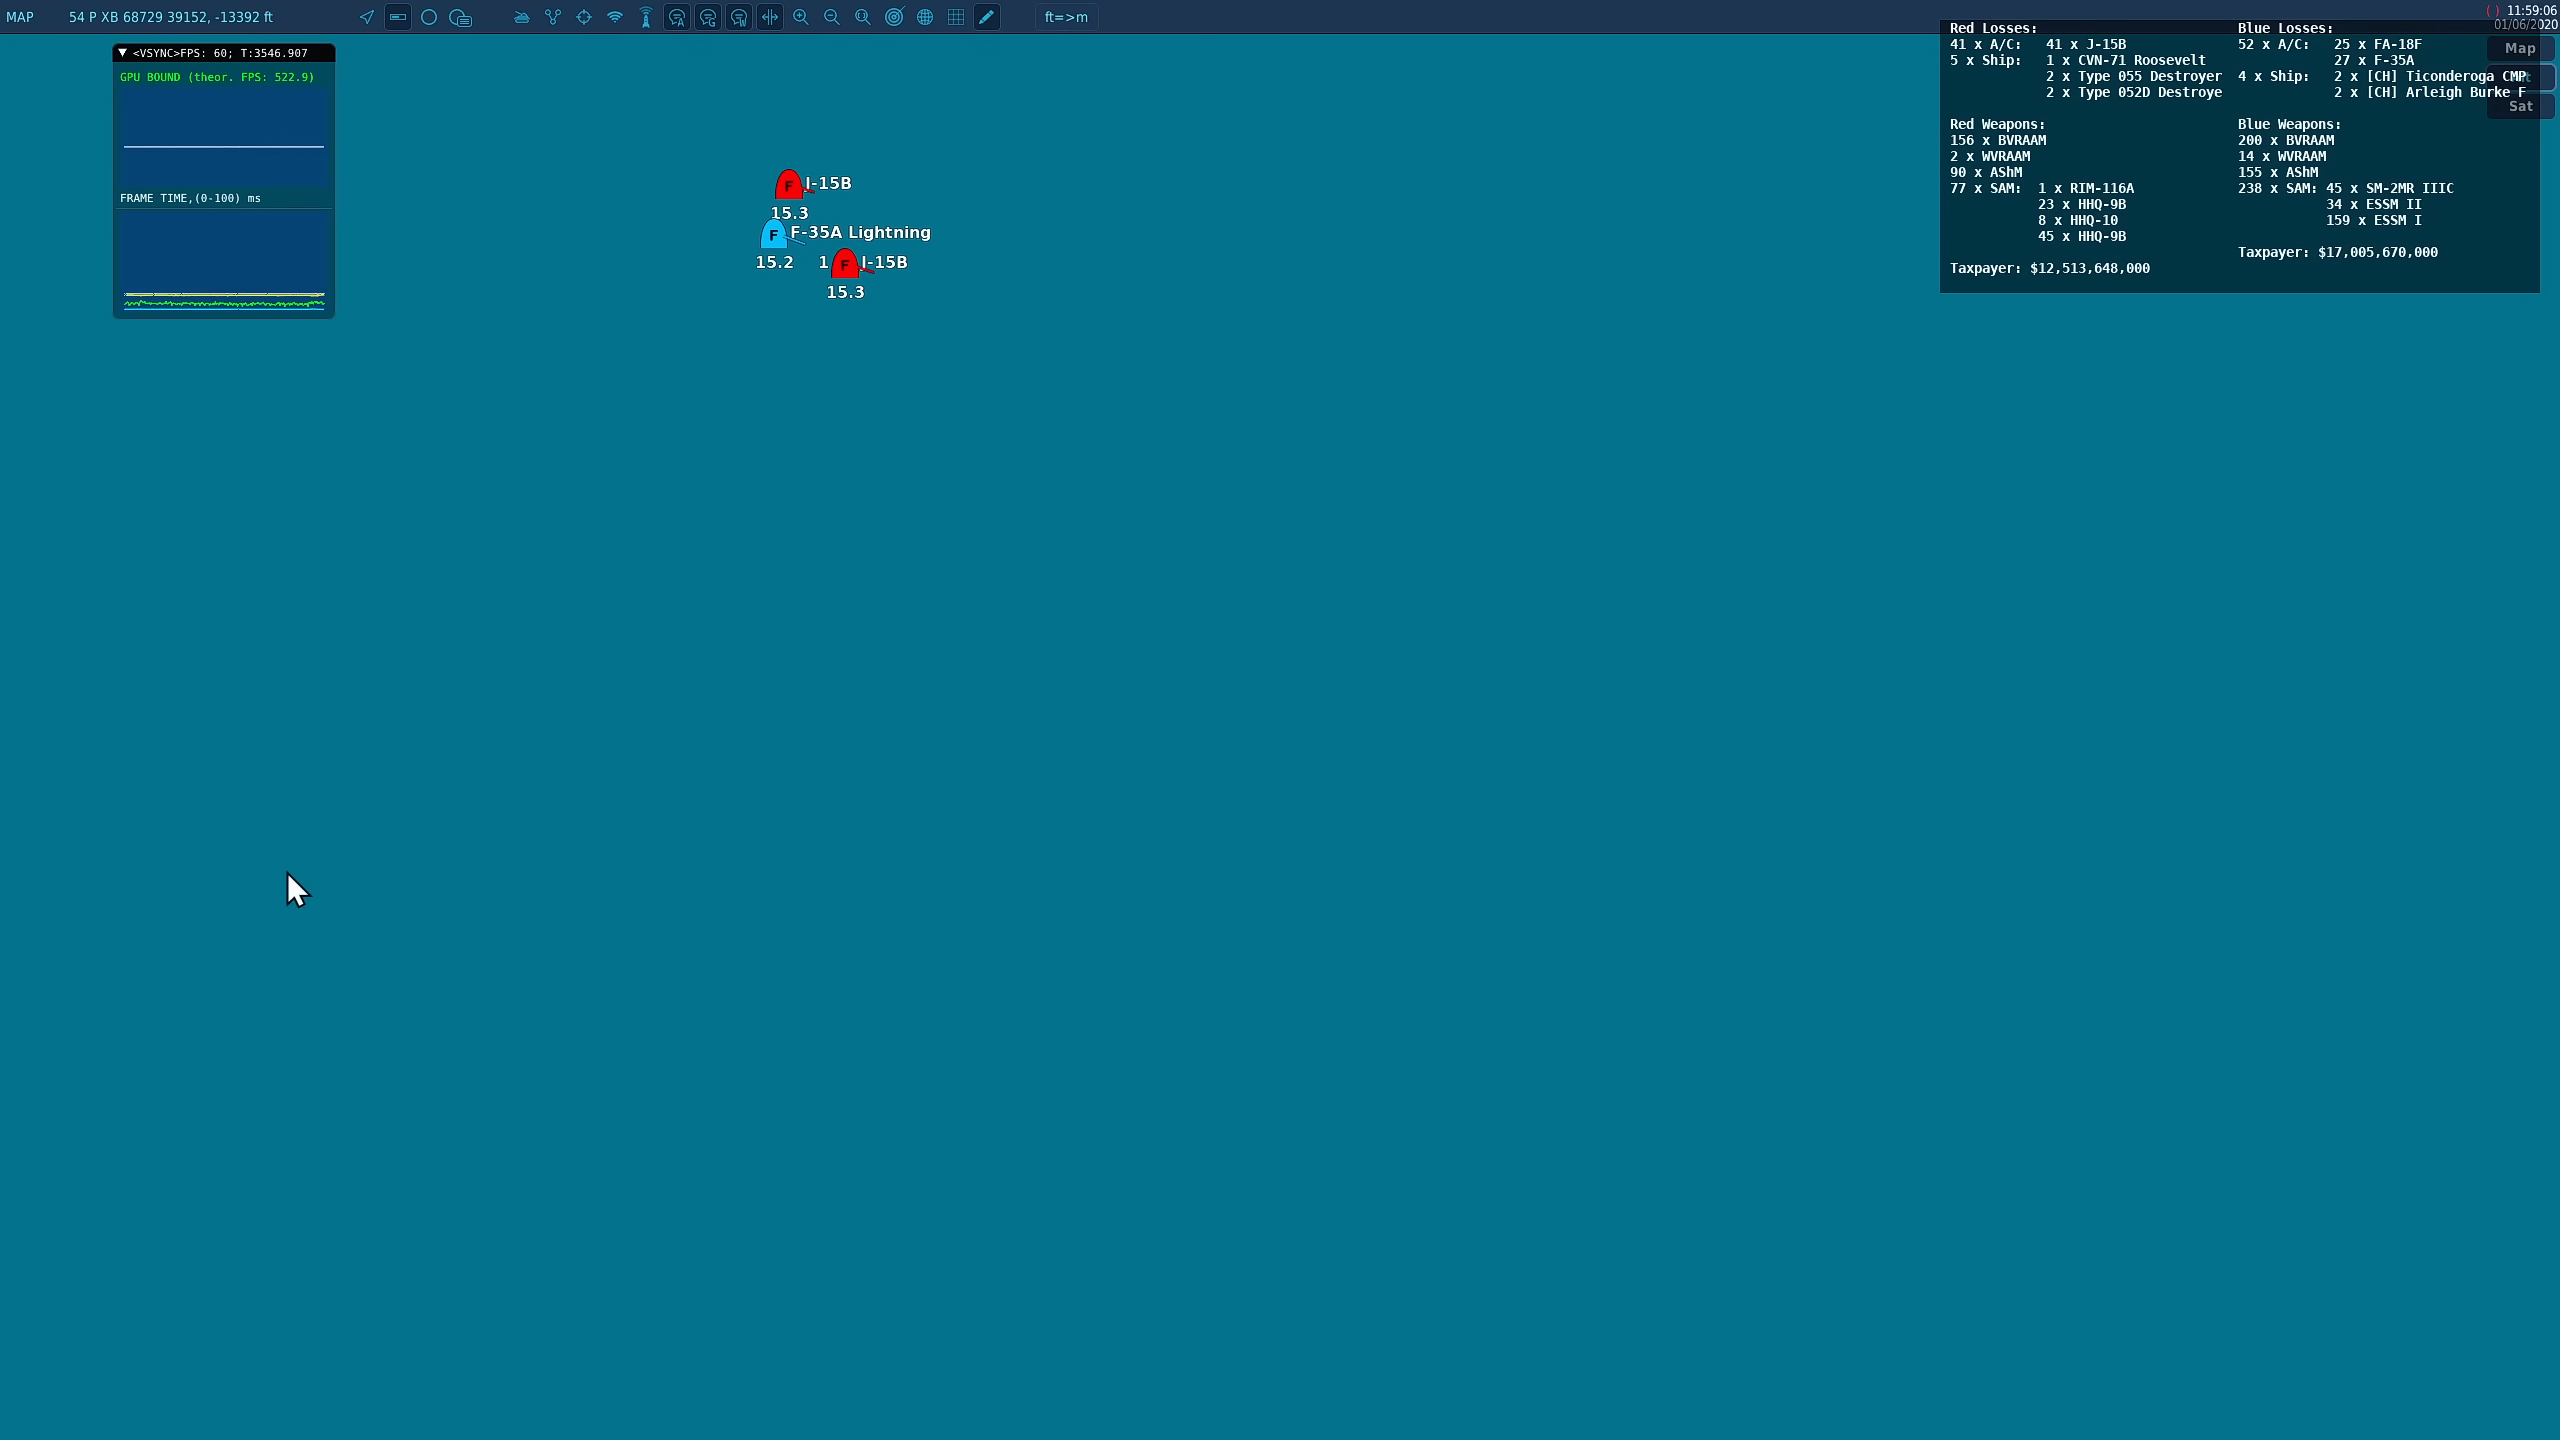 MAP 54 P XB 68729 39152, -13392 ft ft=>m ( ) 11:59:06
01/06/2020
<VSYNC>FPS: 60; T:3546.907
GPU BOUND (theor. FPS: 522.9)
FRAME TIME,(0-100) ms
F J-15B
15.3
F F-35A Lightning
15.2
1 F J-15B
15.3
Red Losses:
41 x A/C: 41 x J-15B
5 x Ship: 1 x CVN-71 Roosevelt
2 x Type 055 Destroyer
2 x Type 052D Destroye
Red Weapons:
156 x BVRAAM
2 x WVRAAM
90 x AShM
77 x SAM: 1 x RIM-116A
23 x HHQ-9B
8 x HHQ-10
45 x HHQ-9B
Taxpayer: $12,513,648,000
Blue Losses:
52 x A/C: 25 x FA-18F
27 x F-35A
4 x Ship: 2 x [CH] Ticonderoga CMP
2 x [CH] Arleigh Burke F
Blue Weapons:
200 x BVRAAM
14 x WVRAAM
155 x AShM
238 x SAM: 45 x SM-2MR IIIC
34 x ESSM II
159 x ESSM I
Taxpayer: $17,005,670,000
Map
Sat